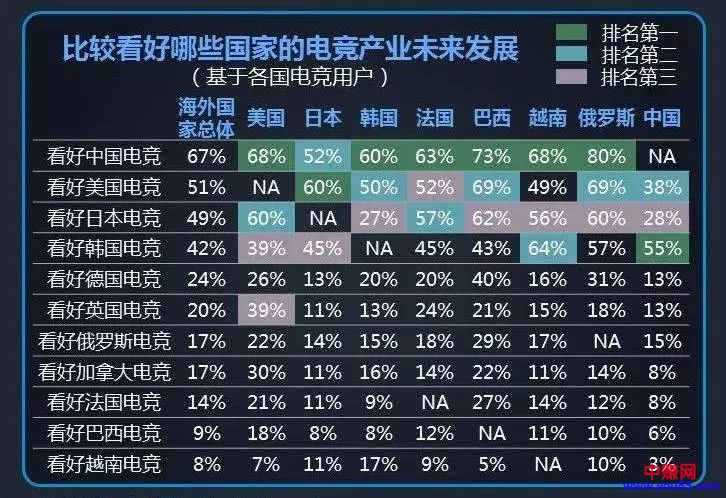 比较看好哪些国家的电竞产业未来发展
（基于各国电竞用户）
排名第一
排名第二
排名第三
海外国家总体 美国 日本 韩国 法国 巴西 越南 俄罗斯 中国
看好中国电竞 67% 68% 52% 60% 63% 73% 68% 80% NA
看好美国电竞 51% NA 60% 50% 52% 69% 49% 69% 38%
看好日本电竞 49% 60% NA 27% 57% 62% 56% 60% 28%
看好韩国电竞 42% 39% 45% NA 45% 43% 64% 57% 55%
看好德国电竞 24% 26% 13% 20% 20% 40% 16% 31% 13%
看好英国电竞 20% 39% 11% 13% 24% 21% 15% 18% 13%
看好俄罗斯电竞 17% 22% 14% 15% 18% 29% 17% NA 15%
看好加拿大电竞 17% 30% 11% 16% 14% 22% 11% 14% 8%
看好法国电竞 14% 21% 11% 9% NA 27% 14% 12% 8%
看好巴西电竞 9% 18% 8% 8% 12% NA 11% 10% 6%
看好越南电竞 8% 7% 11% 17% 9% 5% NA 10% 3%
中赚网